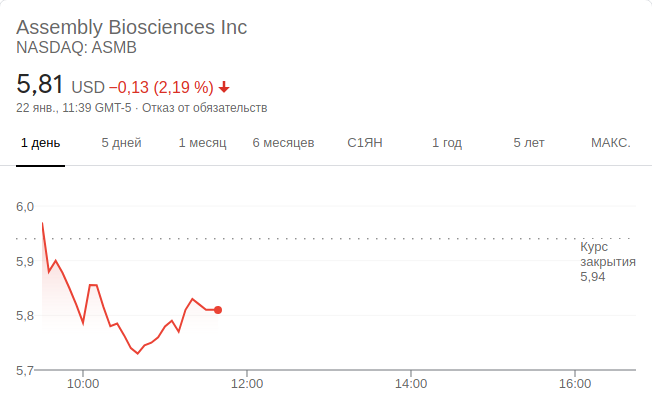 Assembly Biosciences Inc
NASDAQ: ASMB
5,81 USD −0,13 (2,19 %)
22 янв., 11:39 GMT-5 · Отказ от обязательств
1 день 5 дней 1 месяц 6 месяцев С1ЯН 1 год 5 лет МАКС.
6,0
Курс
закрытия
5,94
5,9
5,8
5,7
10:00 12:00 14:00 16:00